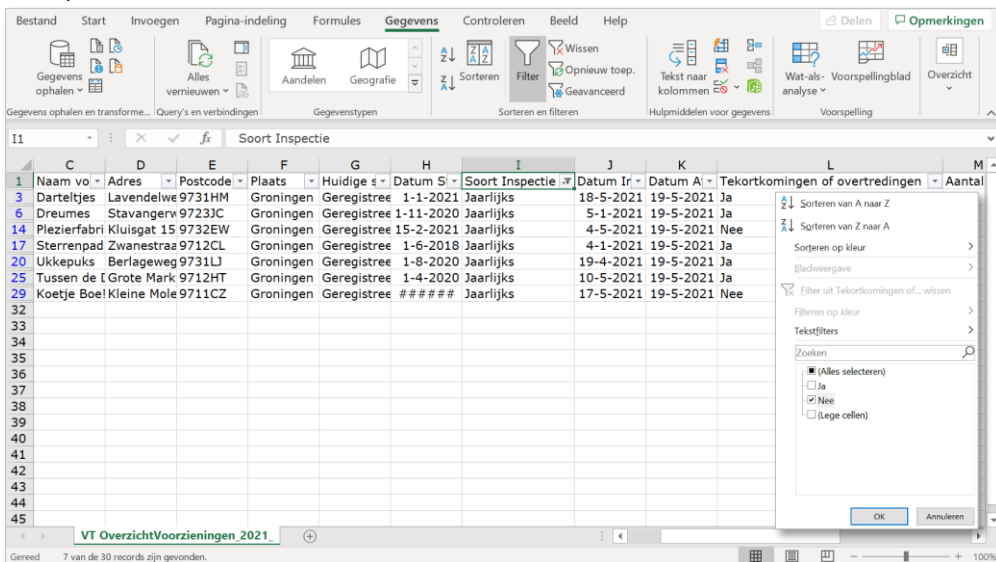 Bestand Start Invoegen Pagina-indeling Formules Gegevens Controleren Beeld Help Delen Opmerkingen
Gegevens ophalen
Alles vernieuwen
Aandelen
Geografie
Sorteren
Filter
Wissen
Opnieuw toep.
Geavanceerd
Tekst naar kolommen
Wat-als-analyse
Voorspellingblad
Overzicht
Gegevens ophalen en transforme... Query's en verbindingen Gegevenstypen Sorteren en filteren Hulpmiddelen voor gegevens Voorspelling
I1 fx Soort Inspectie
C D E F G H I J K L M
1 Naam vo Adres Postcode Plaats Huidige s Datum S Soort Inspectie Datum Ir Datum A Tekortkomingen of overtredingen Aantal
3 Darteltjes Lavendelwe 9731HM Groningen Geregistree 1-1-2021 Jaarlijks 18-5-2021 19-5-2021 Ja
6 Dreumes Stavangerw 9723JC Groningen Geregistree 1-11-2020 Jaarlijks 5-1-2021 19-5-2021 Ja
14 Plezierfabri Kluisgat 15 9732EW Groningen Geregistree 15-2-2021 Jaarlijks 4-5-2021 19-5-2021 Nee
17 Sterrenpad Zwanestraa 9712CL Groningen Geregistree 1-6-2018 Jaarlijks 4-1-2021 19-5-2021 Ja
20 Ukkepuks Berlageweg 9731LJ Groningen Geregistree 1-8-2020 Jaarlijks 19-4-2021 19-5-2021 Ja
25 Tussen de Grote Mark 9712HT Groningen Geregistree 1-4-2020 Jaarlijks 10-5-2021 19-5-2021 Ja
29 Koetje Boe! Kleine Mole 9711CZ Groningen Geregistree ###### Jaarlijks 17-5-2021 19-5-2021 Nee
32
33
34
35
36
37
38
39
40
41
42
43
44
45
Sorteren van A naar Z
Sorteren van Z naar A
Sorteren op kleur
Bladweergave
Filter uit Tekortkomingen of... wissen
Filteren op kleur
Tekstfilters
Zoeken
(Alles selecteren)
Ja
Nee
(Lege cellen)
OK Annuleren
VT OverzichtVoorzieningen_2021_
Gereed 7 van de 30 records zijn gevonden. 100%